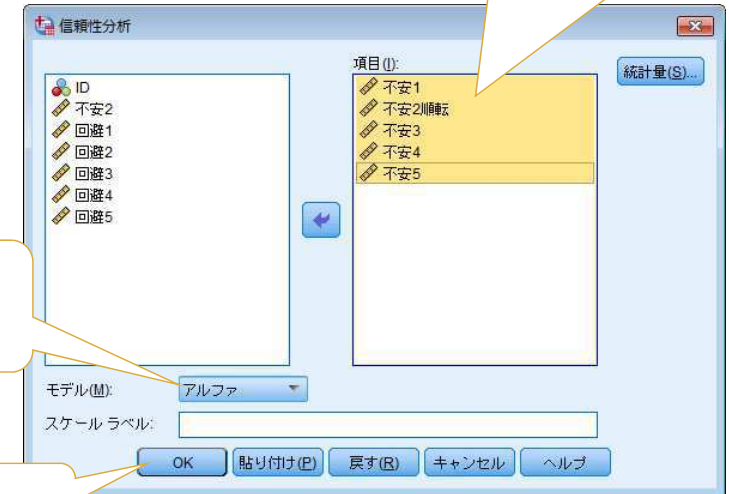 信頼性分析
ID
不安2
回避1
回避2
回避3
回避4
回避5
項目(I):
不安1
不安2順転
不安3
不安4
不安5
統計量(S)...
モデル(M):
アルファ
スケール ラベル:
OK
貼り付け(P)
戻す(R)
キャンセル
ヘルプ